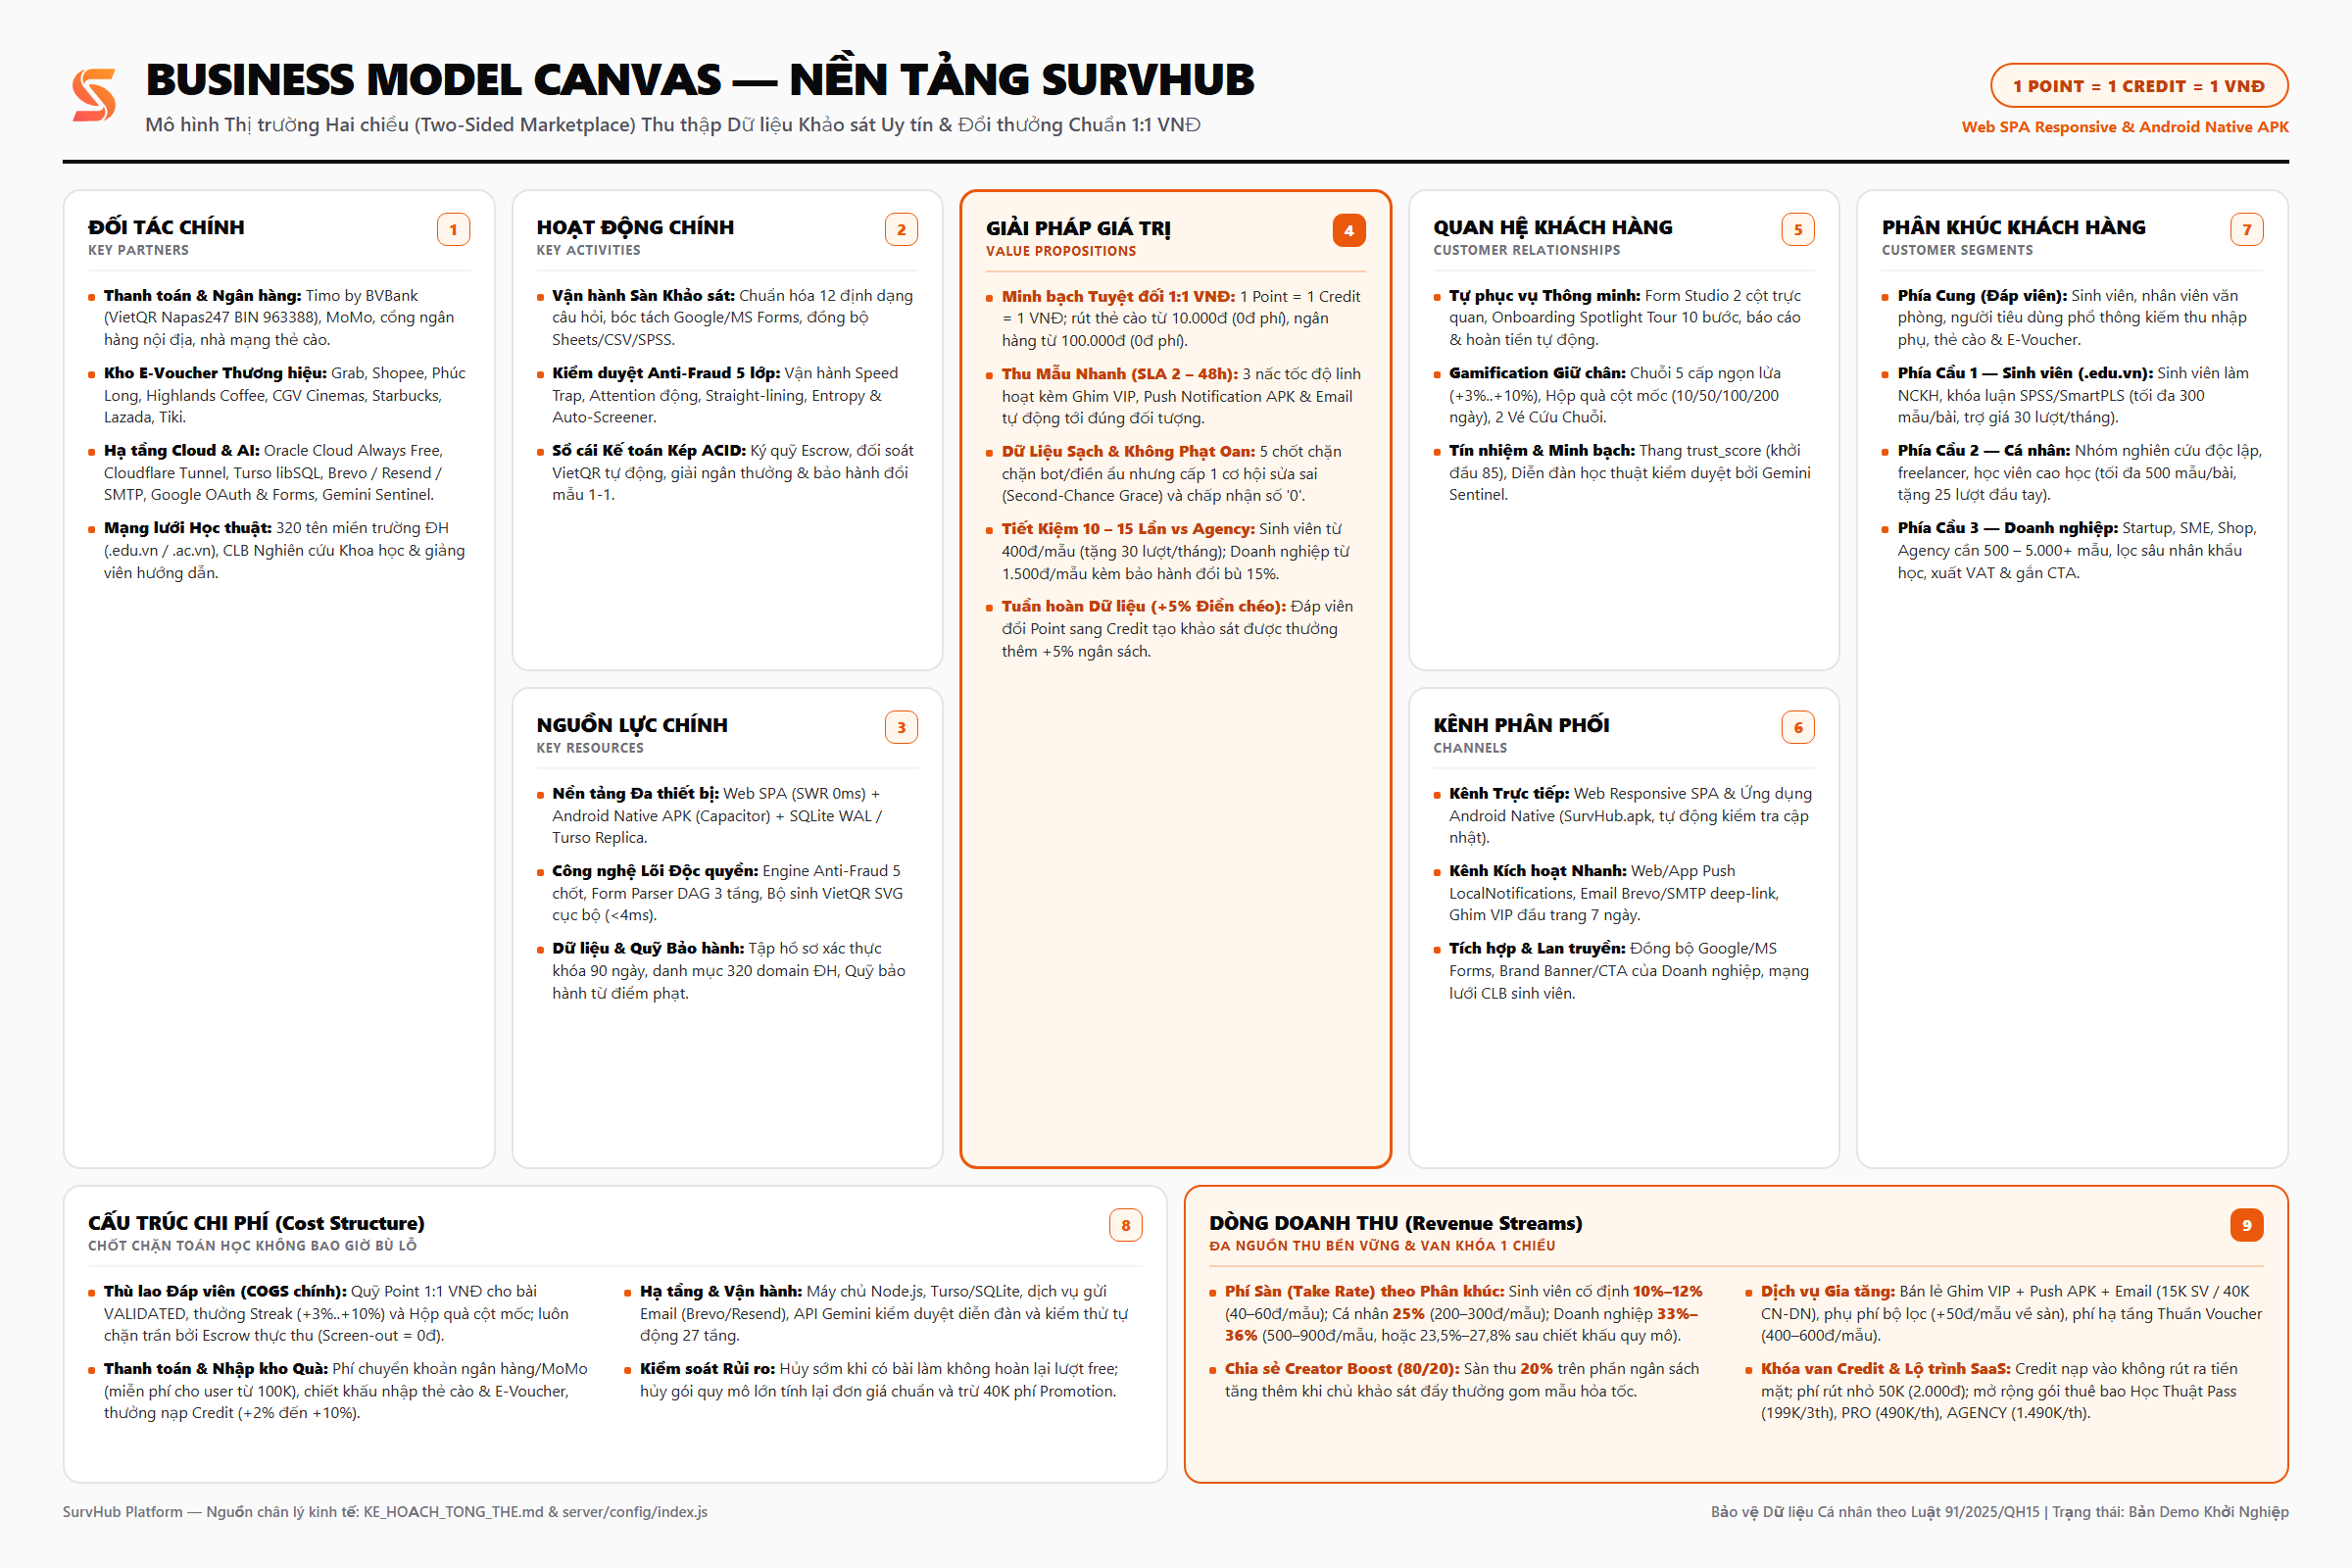 BUSINESS MODEL CANVAS — NỀN TẢNG SURVHUB
Mô hình Thị trường Hai chiều (Two-Sided Marketplace) Thu thập Dữ liệu Khảo sát Uy tín & Đổi thưởng Chuẩn 1:1 VNĐ
1 POINT = 1 CREDIT = 1 VNĐ
Web SPA Responsive & Android Native APK
ĐỐI TÁC CHÍNH
1
KEY PARTNERS
Thanh toán & Ngân hàng: Timo by BVBank
(VietQR Napas247 BIN 963388), MoMo, cổng ngân
hàng nội địa, nhà mạng thẻ cào.
Kho E-Voucher Thương hiệu: Grab, Shopee, Phúc
Long, Highlands Coffee, CGV Cinemas, Starbucks,
Lazada, Tiki.
Hạ tầng Cloud & AI: Oracle Cloud Always Free,
Cloudflare Tunnel, Turso libSQL, Brevo / Resend /
SMTP, Google OAuth & Forms, Gemini Sentinel.
Mạng lưới Học thuật: 320 tên miền trường ĐH
(.edu.vn / .ac.vn), CLB Nghiên cứu Khoa học & giảng
viên hướng dẫn.
HOẠT ĐỘNG CHÍNH
2
KEY ACTIVITIES
Vận hành Sàn Khảo sát: Chuẩn hóa 12 định dạng
câu hỏi, bóc tách Google/MS Forms, đồng bộ
Sheets/CSV/SPSS.
Kiểm duyệt Anti-Fraud 5 lớp: Vận hành Speed
Trap, Attention động, Straight-lining, Entropy &
Auto-Screener.
Sổ cái Kế toán Kép ACID: Ký quỹ Escrow, đối soát
VietQR tự động, giải ngân thưởng & bảo hành đổi
mẫu 1-1.
NGUỒN LỰC CHÍNH
3
KEY RESOURCES
Nền tảng Đa thiết bị: Web SPA (SWR 0ms) +
Android Native APK (Capacitor) + SQLite WAL /
Turso Replica.
Công nghệ Lõi Độc quyền: Engine Anti-Fraud 5
chốt, Form Parser DAG 3 tầng, Bộ sinh VietQR SVG
cục bộ (<4ms).
Dữ liệu & Quỹ Bảo hành: Tập hồ sơ xác thực
khóa 90 ngày, danh mục 320 domain ĐH, Quỹ bảo
hành từ điểm phạt.
GIẢI PHÁP GIÁ TRỊ
4
VALUE PROPOSITIONS
Minh bạch Tuyệt đối 1:1 VNĐ: 1 Point = 1 Credit
= 1 VNĐ; rút thẻ cào từ 10.000đ (0đ phí), ngân
hàng từ 100.000đ (0đ phí).
Thu Mẫu Nhanh (SLA 2 – 48h): 3 nấc tốc độ linh
hoạt kèm Ghim VIP, Push Notification APK & Email
tự động tới đúng đối tượng.
Dữ Liệu Sạch & Không Phạt Oan: 5 chốt chặn
chặn bot/điền ẩu nhưng cấp 1 cơ hội sửa sai
(Second-Chance Grace) và chấp nhận số '0'.
Tiết Kiệm 10 – 15 Lần vs Agency: Sinh viên từ
400đ/mẫu (tặng 30 lượt/tháng); Doanh nghiệp từ
1.500đ/mẫu kèm bảo hành đổi bù 15%.
Tuần hoàn Dữ liệu (+5% Điền chéo): Đáp viên
đổi Point sang Credit tạo khảo sát được thưởng
thêm +5% ngân sách.
QUAN HỆ KHÁCH HÀNG
5
CUSTOMER RELATIONSHIPS
Tự phục vụ Thông minh: Form Studio 2 cột trực
quan, Onboarding Spotlight Tour 10 bước, báo cáo
& hoàn tiền tự động.
Gamification Giữ chân: Chuỗi 5 cấp ngọn lửa
(+3%..+10%), Hộp quà cột mốc (10/50/100/200
ngày), 2 Vé Cứu Chuỗi.
Tín nhiệm & Minh bạch: Thang trust_score (khởi
đầu 85), Diễn đàn học thuật kiểm duyệt bởi Gemini
Sentinel.
KÊNH PHÂN PHỐI
6
CHANNELS
Kênh Trực tiếp: Web Responsive SPA & Ứng dụng
Android Native (SurvHub.apk, tự động kiểm tra cập
nhật).
Kênh Kích hoạt Nhanh: Web/App Push
LocalNotifications, Email Brevo/SMTP deep-link,
Ghim VIP đầu trang 7 ngày.
Tích hợp & Lan truyền: Đồng bộ Google/MS
Forms, Brand Banner/CTA của Doanh nghiệp, mạng
lưới CLB sinh viên.
PHÂN KHÚC KHÁCH HÀNG
7
CUSTOMER SEGMENTS
Phía Cung (Đáp viên): Sinh viên, nhân viên văn
phòng, người tiêu dùng phổ thông kiếm thu nhập
phụ, thẻ cào & E-Voucher.
Phía Cầu 1 — Sinh viên (.edu.vn): Sinh viên làm
NCKH, khóa luận SPSS/SmartPLS (tối đa 300
mẫu/bài, trợ giá 30 lượt/tháng).
Phía Cầu 2 — Cá nhân: Nhóm nghiên cứu độc lập,
freelancer, học viên cao học (tối đa 500 mẫu/bài,
tặng 25 lượt đầu tay).
Phía Cầu 3 — Doanh nghiệp: Startup, SME, Shop,
Agency cần 500 – 5.000+ mẫu, lọc sâu nhân khẩu
học, xuất VAT & gắn CTA.
CẤU TRÚC CHI PHÍ (Cost Structure)
8
CHỐT CHẶN TOÁN HỌC KHÔNG BAO GIỜ BÙ LỖ
Thù lao Đáp viên (COGS chính): Quỹ Point 1:1 VNĐ cho bài
VALIDATED, thưởng Streak (+3%..+10%) và Hộp quà cột mốc; luôn
chặn trần bởi Escrow thực thu (Screen-out = 0đ).
Thanh toán & Nhập kho Quà: Phí chuyển khoản ngân hàng/MoMo
(miễn phí cho user từ 100K), chiết khấu nhập thẻ cào & E-Voucher,
thưởng nạp Credit (+2% đến +10%).
Hạ tầng & Vận hành: Máy chủ Node.js, Turso/SQLite, dịch vụ gửi
Email (Brevo/Resend), API Gemini kiểm duyệt diễn đàn và kiểm thử tự
động 27 tầng.
Kiểm soát Rủi ro: Hủy sớm khi có bài làm không hoàn lại lượt free;
hủy gói quy mô lớn tính lại đơn giá chuẩn và trừ 40K phí Promotion.
DÒNG DOANH THU (Revenue Streams)
9
ĐA NGUỒN THU BỀN VỮNG & VAN KHÓA 1 CHIỀU
Phí Sàn (Take Rate) theo Phân khúc: Sinh viên cố định 10%–12%
(40–60đ/mẫu); Cá nhân 25% (200–300đ/mẫu); Doanh nghiệp 33%–
36% (500–900đ/mẫu, hoặc 23,5%–27,8% sau chiết khấu quy mô).
Chia sẻ Creator Boost (80/20): Sàn thu 20% trên phần ngân sách
tăng thêm khi chủ khảo sát đẩy thưởng gom mẫu hỏa tốc.
Dịch vụ Gia tăng: Bán lẻ Ghim VIP + Push APK + Email (15K SV / 40K
CN-DN), phụ phí bộ lọc (+50đ/mẫu về sàn), phí hạ tầng Thuần Voucher
(400–600đ/mẫu).
Khóa van Credit & Lộ trình SaaS: Credit nạp vào không rút ra tiền
mặt; phí rút nhỏ 50K (2.000đ); mở rộng gói thuê bao Học Thuật Pass
(199K/3th), PRO (490K/th), AGENCY (1.490K/th).
SurvHub Platform — Nguồn chân lý kinh tế: KE_HOACH_TONG_THE.md & server/config/index.js
Bảo vệ Dữ liệu Cá nhân theo Luật 91/2025/QH15 | Trạng thái: Bản Demo Khởi Nghiệp